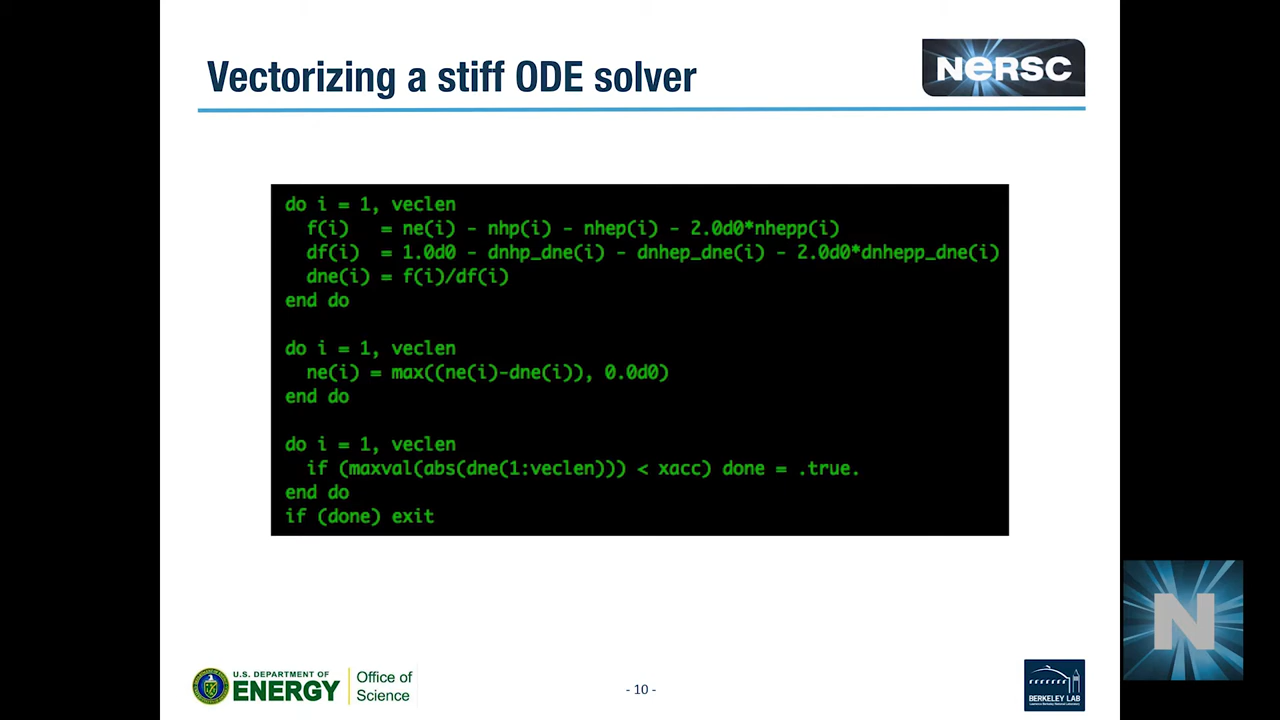 Vectorizing a stiff ODE solver
NERSC
do i = 1, veclen
  f(i)   = ne(i) - nhp(i) - nhep(i) - 2.0d0*nhepp(i)
  df(i)  = 1.0d0 - dnhp_dne(i) - dnhep_dne(i) - 2.0d0*dnhepp_dne(i)
  dne(i) = f(i)/df(i)
end do
do i = 1, veclen
  ne(i) = max((ne(i)-dne(i)), 0.0d0)
end do
do i = 1, veclen
  if (maxval(abs(dne(1:veclen))) < xacc) done = .true.
end do
if (done) exit
N
U.S. DEPARTMENT OF
ENERGY
Office of
Science
- 10 -
BERKELEY LAB